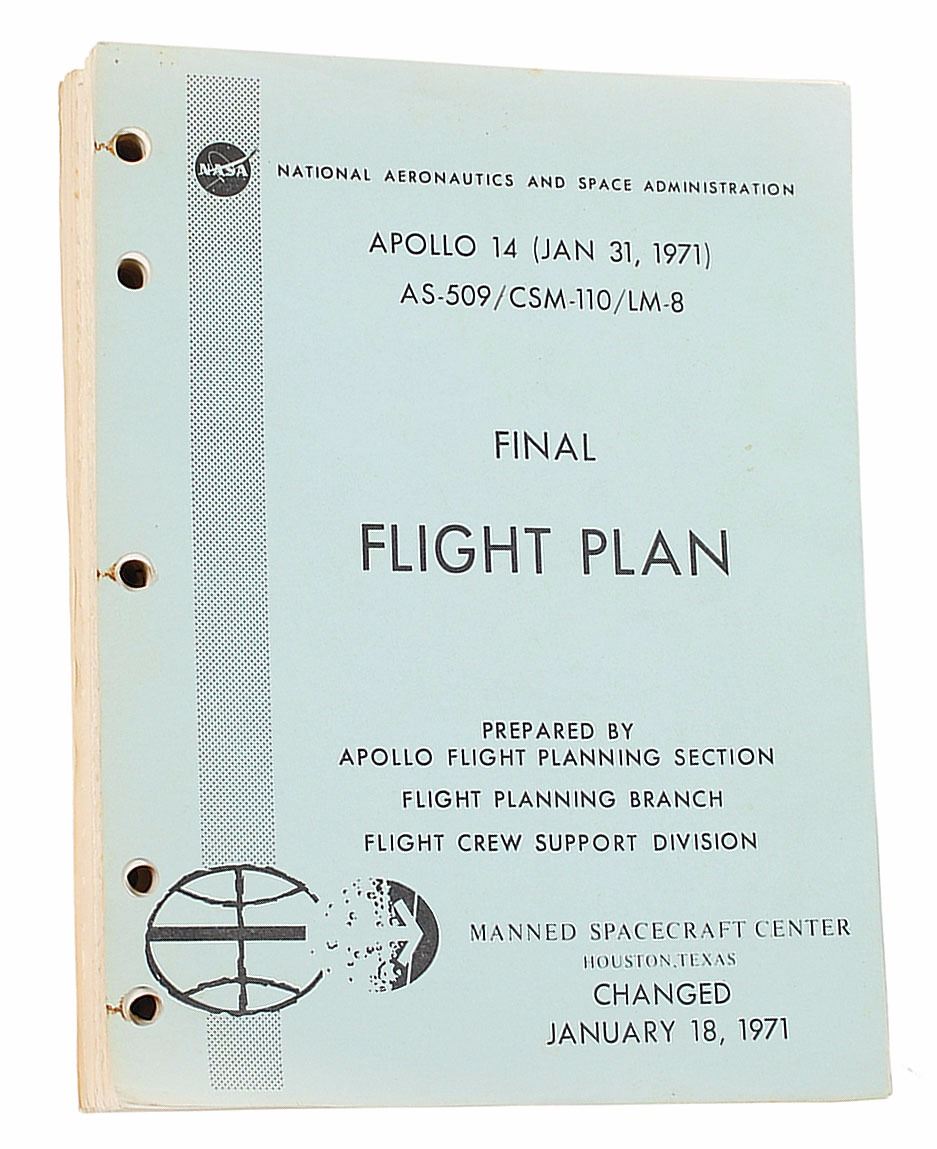 NASA
NATIONAL AERONAUTICS AND SPACE ADMINISTRATION
APOLLO 14 (JAN 31, 1971)
AS-509/CSM-110/LM-8
FINAL
FLIGHT PLAN
PREPARED BY
APOLLO FLIGHT PLANNING SECTION
FLIGHT PLANNING BRANCH
FLIGHT CREW SUPPORT DIVISION
MANNED SPACECRAFT CENTER
HOUSTON,TEXAS
CHANGED
JANUARY 18, 1971